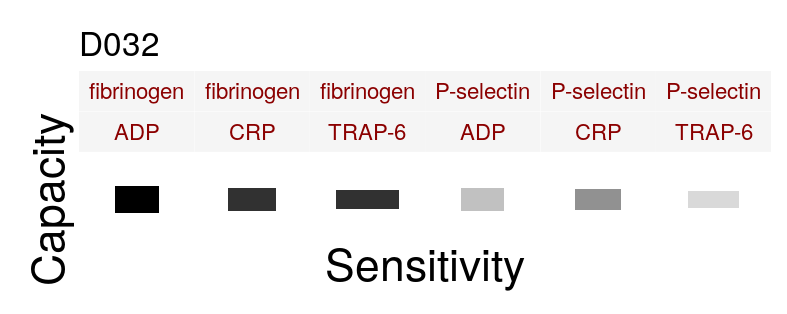 D032
fibrinogen fibrinogen fibrinogen P-selectin P-selectin P-selectin
ADP CRP TRAP-6 ADP CRP TRAP-6
Capacity
Sensitivity